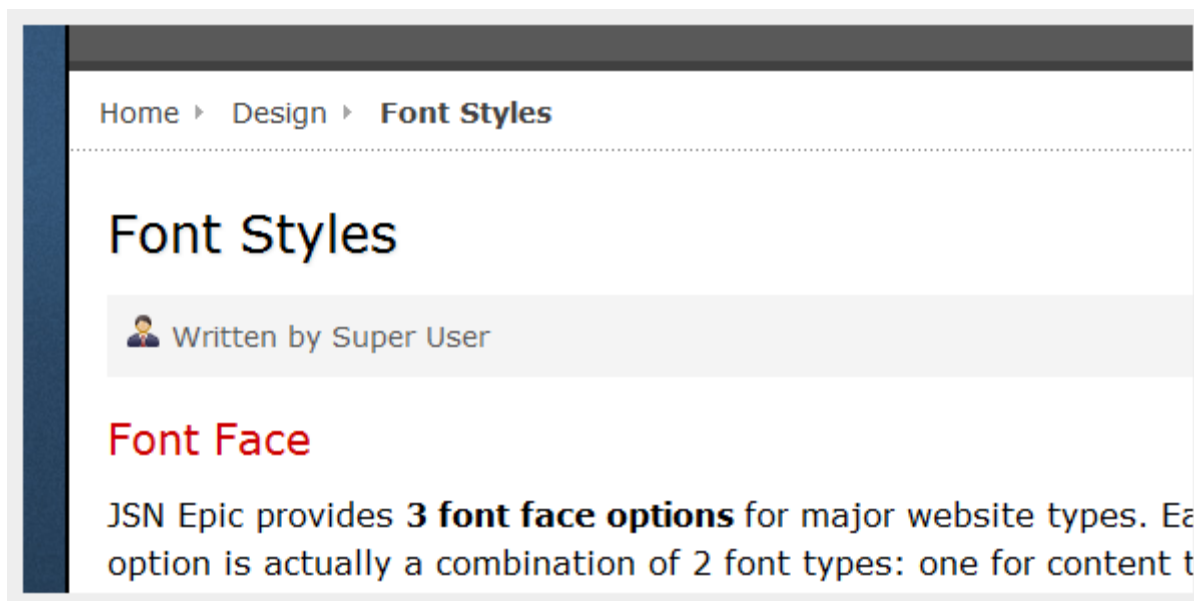 Home Design Font Styles
Font Styles
Written by Super User
Font Face
JSN Epic provides 3 font face options for major website types.
option is actually a combination of 2 font types: one for content